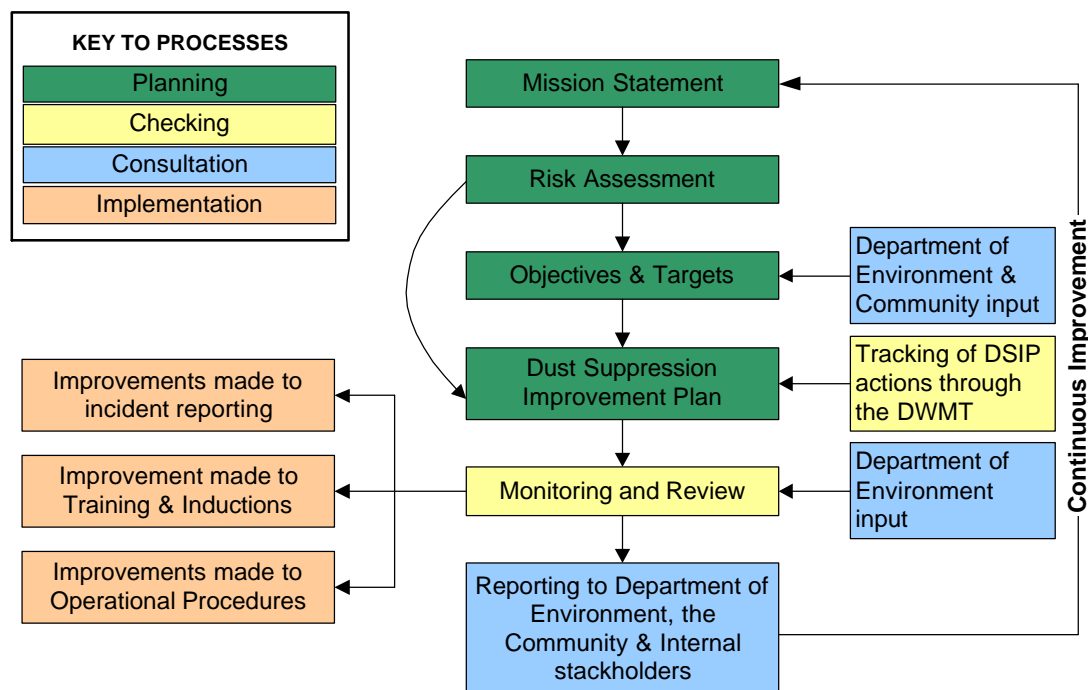 KEY TO PROCESSES
Planning
Checking
Consultation
Implementation
Mission Statement
Risk Assessment
Objectives & Targets
Department of
Environment &
Community input
Dust Suppression
Improvement Plan
Tracking of DSIP
actions through
the DWMT
Improvements made to
incident reporting
Improvement made to
Training & Inductions
Improvements made to
Operational Procedures
Monitoring and Review
Department of
Environment
input
Reporting to Department of
Environment, the
Community & Internal
stackholders
Continuous Improvement